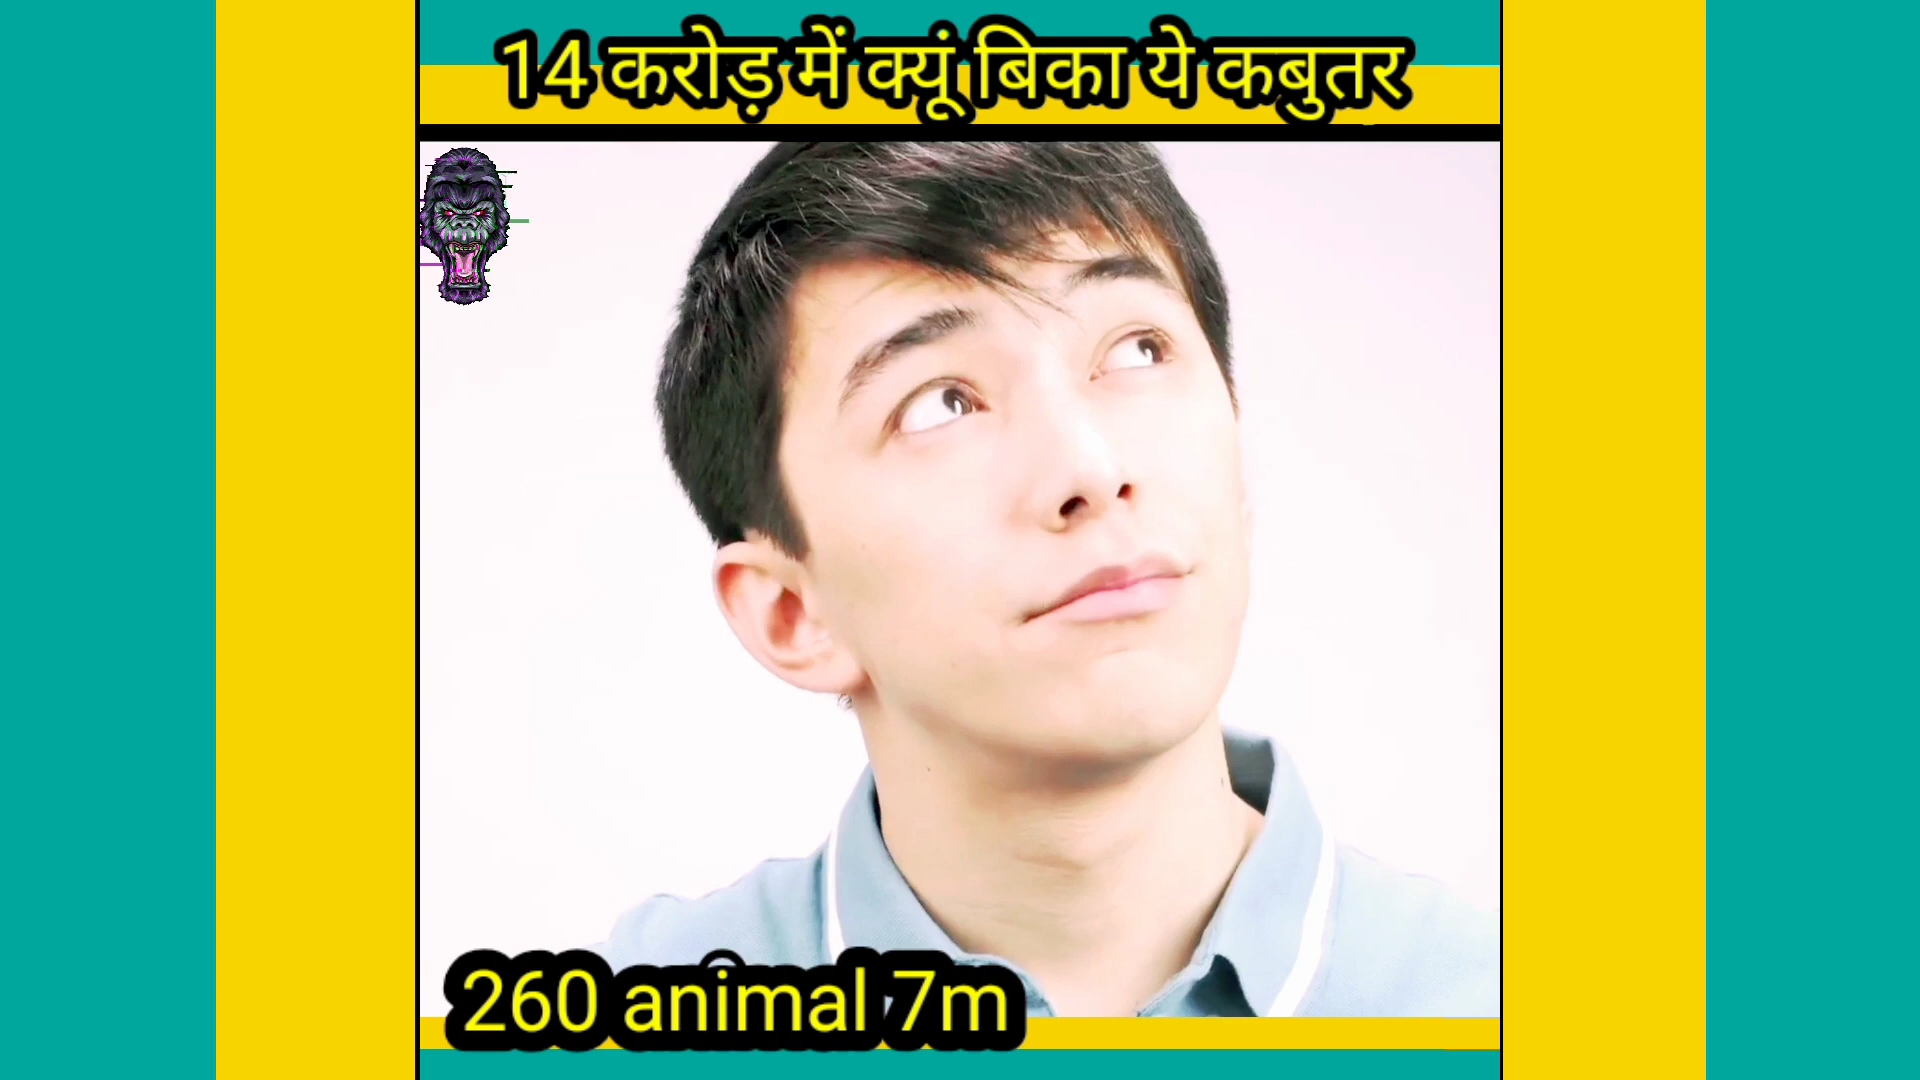 14 करोड़ में क्यूं बिका ये कबुतर
260 animal 7m